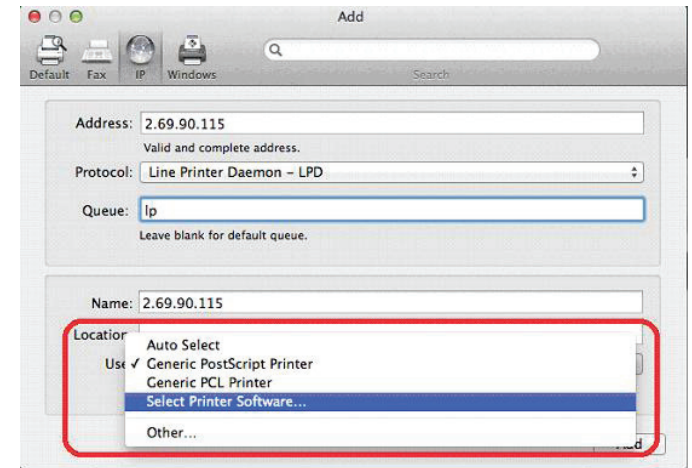 Add
Default Fax IP Windows Search
Address: 2.69.90.115
Valid and complete address.
Protocol: Line Printer Daemon – LPD
Queue: lp
Leave blank for default queue.
Name: 2.69.90.115
Location
Auto Select
Use ✓ Generic PostScript Printer
Generic PCL Printer
Select Printer Software...
Other...
Add